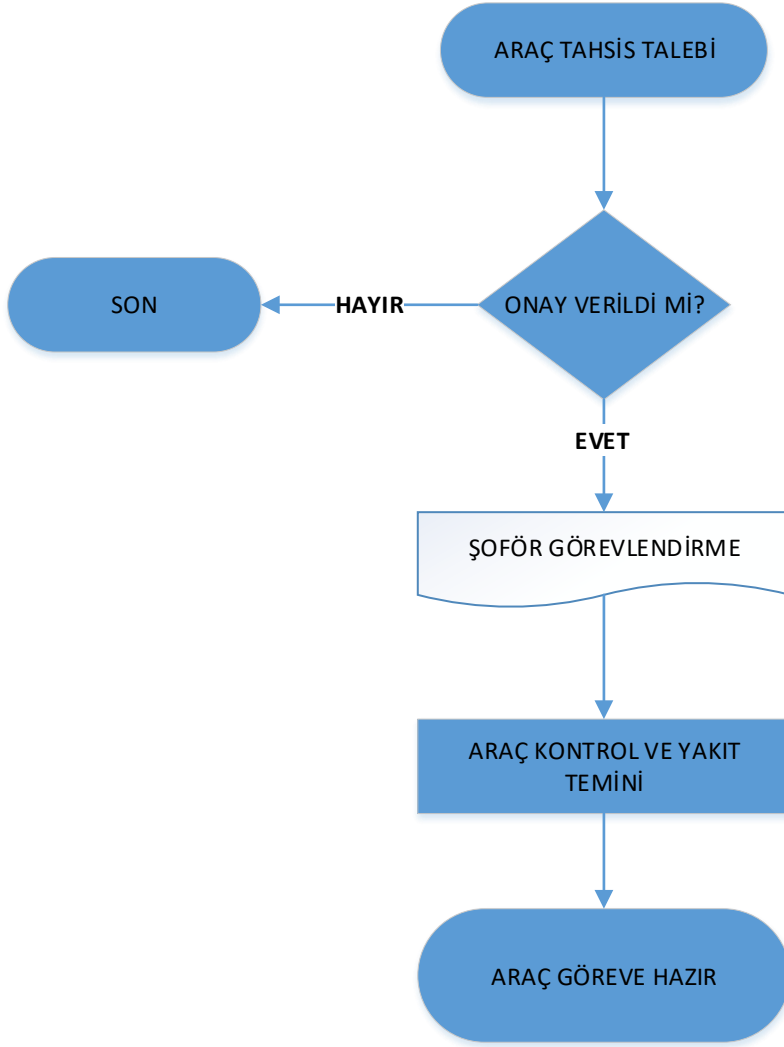 ARAÇ TAHSİS TALEBİ
SON
HAYIR
ONAY VERİLDİ Mİ?
EVET
ŞOFÖR GÖREVLENDİRME
ARAÇ KONTROL VE YAKIT
TEMİNİ
ARAÇ GÖREVE HAZIR